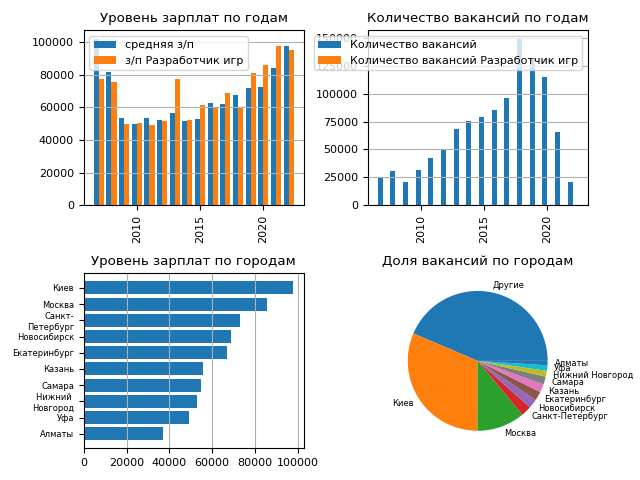 Уровень зарплат по годам
100000
80000
60000
40000
20000
0
средняя з/п
з/п Разработчик игр
2010
2015
2020
Количество вакансий по годам
150000
125000
100000
75000
50000
25000
0
Количество вакансий
Количество вакансий Разработчик игр
2010
2015
2020
Уровень зарплат по городам
Киев
Москва
Санкт-
Петербург
Новосибирск
Екатеринбург
Казань
Самара
Нижний
Новгород
Уфа
Алматы
0
20000
40000
60000
80000
100000
Доля вакансий по городам
Другие
Киев
Москва
Санкт-Петербург
Новосибирск
Екатеринбург
Казань
Самара
Нижний Новгород
Уфа
Алматы